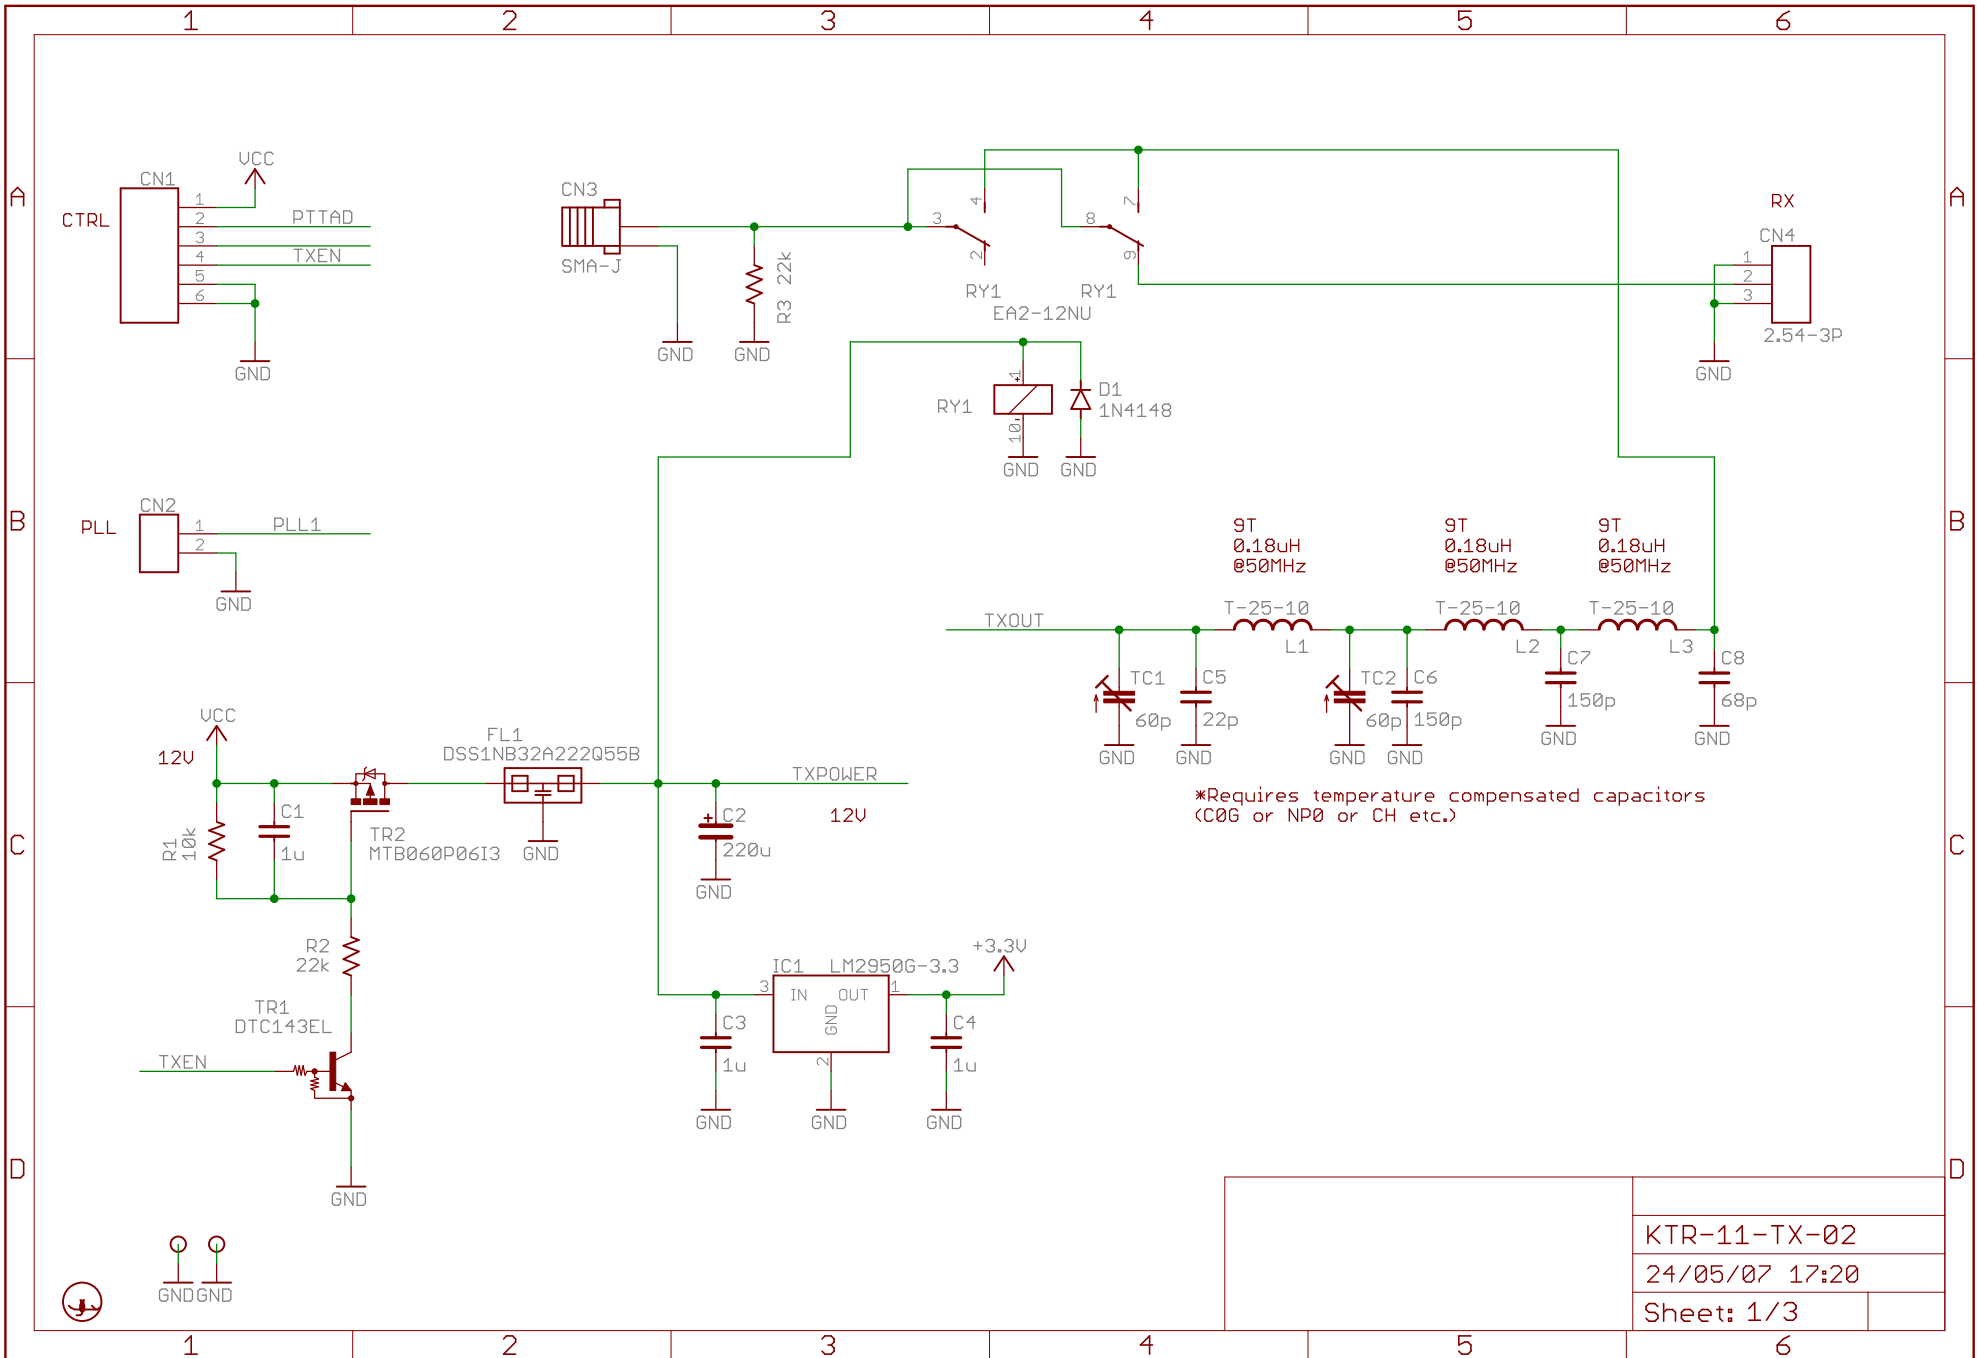 1 2 3 4 5 6
A
A
B
B
C
C
D
D
CTRL
CN1
VCC
1
2 PTTAD
3
4 TXEN
5
6
GND
CN3
SMA-J
GND
R3 22k
GND
3
4
2
RY1
8
7
9
RY1
EA2-12NU
RX
CN4
1
2
3
2.54-3P
GND
RY1
1
+
10
-
GND
D1
1N4148
GND
PLL
CN2
1 PLL1
2
GND
9T
0.18uH
@50MHz
9T
0.18uH
@50MHz
9T
0.18uH
@50MHz
TXOUT
T-25-10
L1
T-25-10
L2
T-25-10
L3
TC1
60p
GND
C5
22p
GND
TC2
60p
GND
C6
150p
GND
C7
150p
GND
C8
68p
GND
*Requires temperature compensated capacitors
(C0G or NP0 or CH etc.)
VCC
12V
R1
10k
C1
1u
TR2
MTB060P06I3
FL1
DSS1NB32A222Q55B
GND
TXPOWER
12V
+
C2
220u
GND
R2
22k
TR1
DTC143EL
TXEN
GND
IC1 LM2950G-3.3
3 IN OUT 1
GND
2
+3.3V
C3
1u
GND
GND
C4
1u
GND
GND GND
KTR-11-TX-02
24/05/07 17:20
Sheet: 1/3
1 2 3 4 5 6